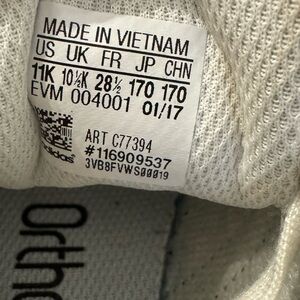 MADE IN VIETNAM
US UK FR JP CHN
11K 10½K 28½ 170 170
EVM 004001 01/17
ART C77394
#116909537
3VB8FVWS00019
adidas
Ortho